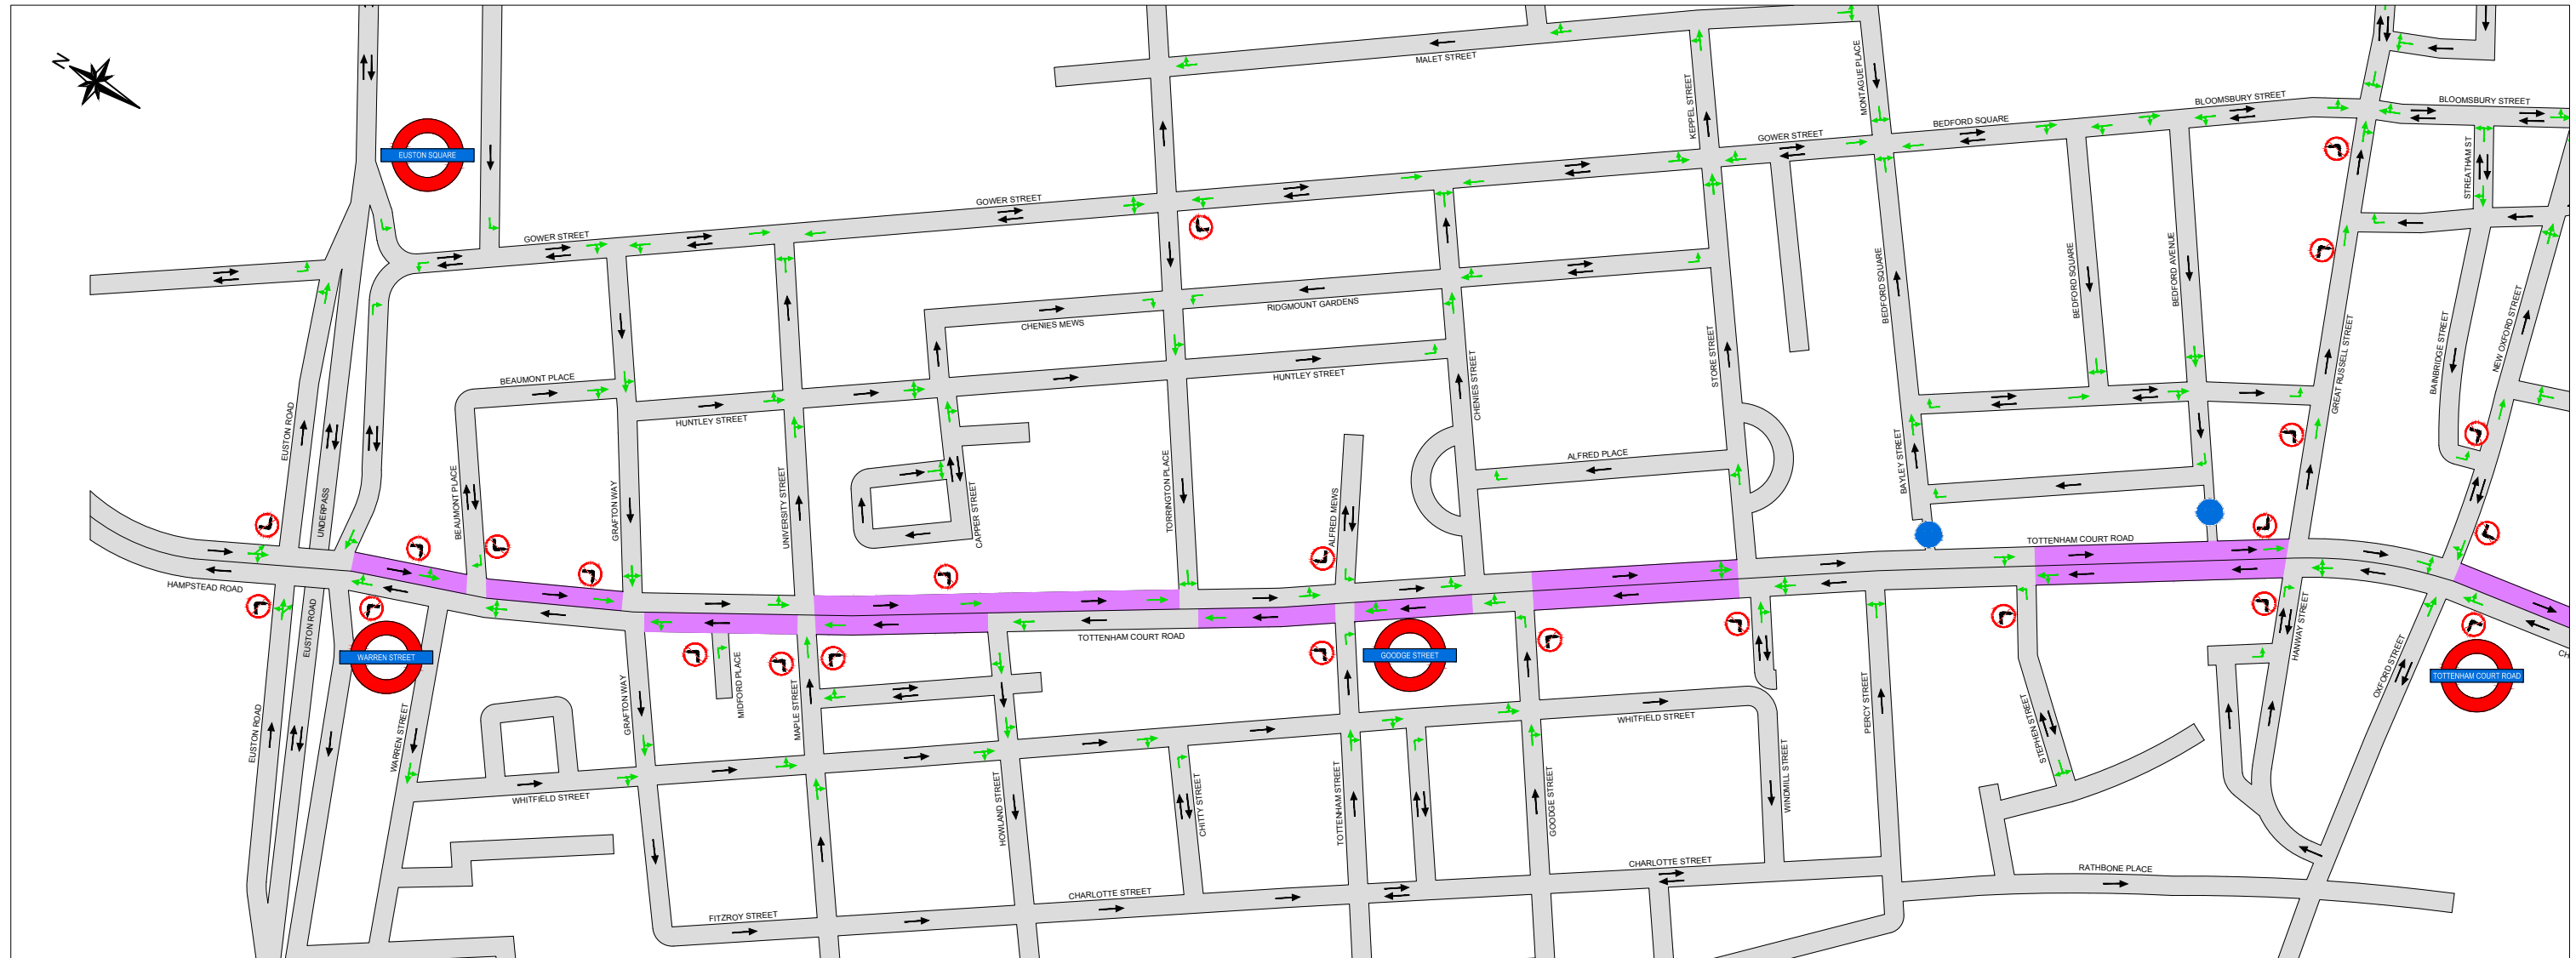 N
EUSTON SQUARE
MALET STREET
KEPPEL STREET
MONTAGUE PLACE
BLOOMSBURY STREET
BLOOMSBURY STREET
BEDFORD SQUARE
GOWER STREET
STREATHAM ST
GOWER STREET
GOWER STREET
BEDFORD SQUARE
BEDFORD SQUARE
BEDFORD AVENUE
RIDGMOUNT GARDENS
CHENIES MEWS
NEW OXFORD STREET
BAINBRIDGE STREET
GREAT RUSSELL STREET
STORE STREET
CHENIES STREET
HUNTLEY STREET
BEAUMONT PLACE
HUNTLEY STREET
EUSTON ROAD
UNDERPASS
BEAUMONT PLACE
GRAFTON WAY
UNIVERSITY STREET
CAPPER STREET
TORRINGTON PLACE
ALFRED MEWS
ALFRED PLACE
BAYLEY STREET
TOTTENHAM COURT ROAD
HAMPSTEAD ROAD
EUSTON ROAD
WARREN STREET
TOTTENHAM COURT ROAD
GOODGE STREET
HANWAY STREET
OXFORD STREET
TOTTENHAM COURT ROAD
CH
EUSTON ROAD
WARREN STREET
GRAFTON WAY
MIDFORD PLACE
MAPLE STREET
WHITFIELD STREET
PERCY STREET
STEPHEN STREET
WHITFIELD STREET
HOWLAND STREET
CHITTY STREET
TOTTENHAM STREET
GOODGE STREET
WINDMILL STREET
CHARLOTTE STREET
RATHBONE PLACE
CHARLOTTE STREET
FITZROY STREET